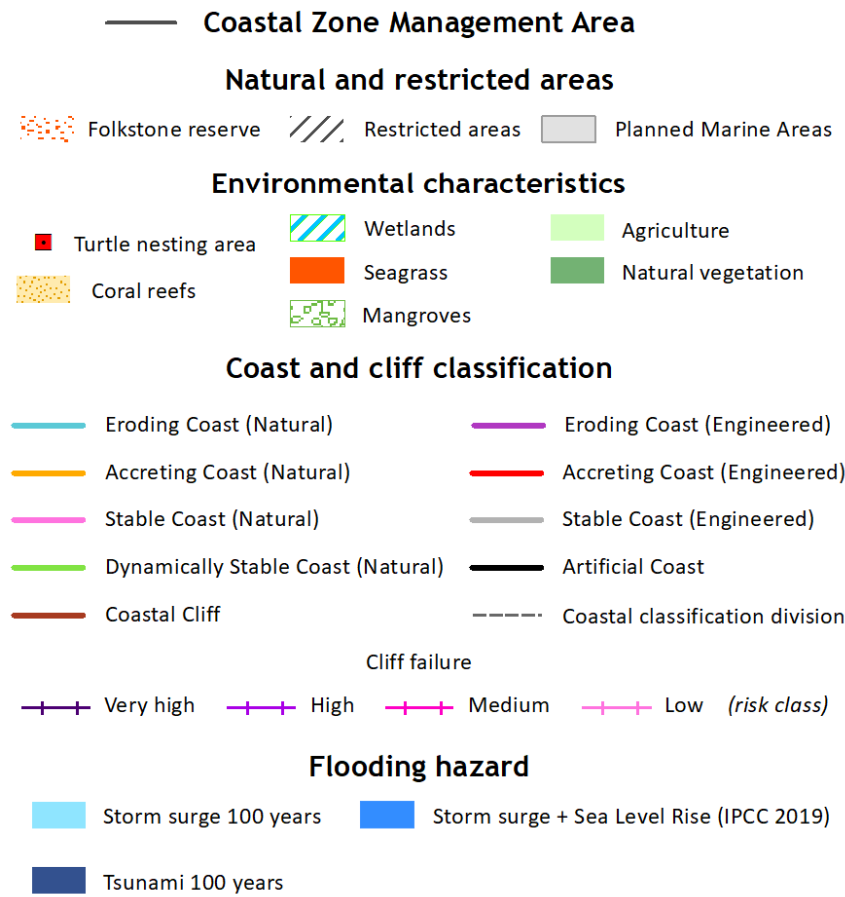 Coastal Zone Management Area
Natural and restricted areas
Folkstone reserve Restricted areas Planned Marine Areas
Environmental characteristics
Turtle nesting area Wetlands Agriculture
Coral reefs Seagrass Natural vegetation
Mangroves
Coast and cliff classification
Eroding Coast (Natural) Eroding Coast (Engineered)
Accreting Coast (Natural) Accreting Coast (Engineered)
Stable Coast (Natural) Stable Coast (Engineered)
Dynamically Stable Coast (Natural) Artificial Coast
Coastal Cliff Coastal classification division
Cliff failure
Very high High Medium Low (risk class)
Flooding hazard
Storm surge 100 years Storm surge + Sea Level Rise (IPCC 2019)
Tsunami 100 years